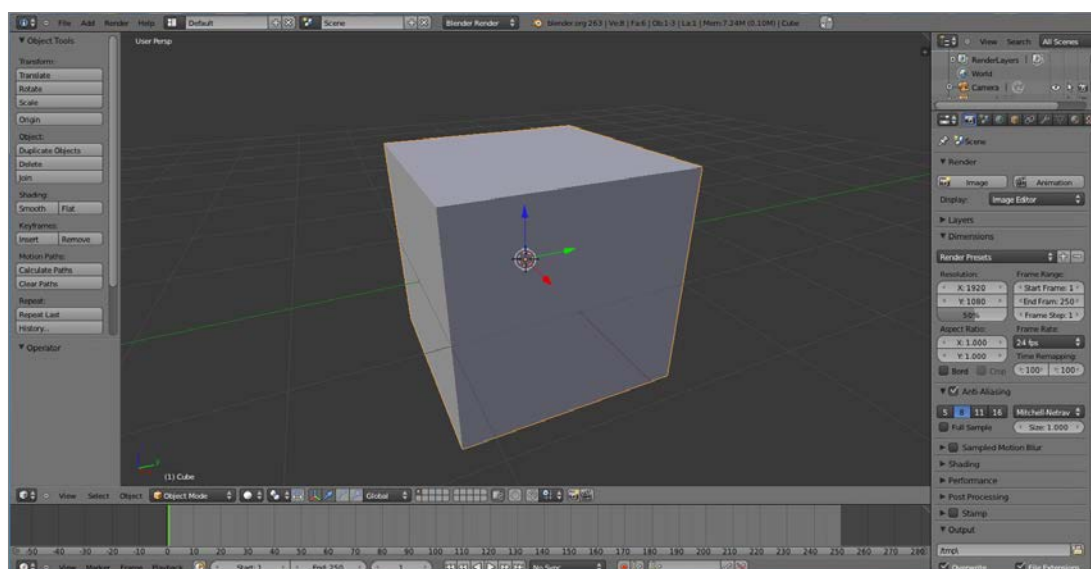 File Add Render Help Default Scene Blender Render blender.org 263 | Ve:8 | Fa:6 | Ob:1-3 | La:1 | Mem:7.24M (0.10M) | Cube
Object Tools
Transform:
Translate
Rotate
Scale
Origin
Object:
Duplicate Objects
Delete
Join
Shading:
Smooth Flat
Keyframes:
Insert Remove
Motion Paths:
Calculate Paths
Clear Paths
Repeat:
Repeat Last
History...
Operator
User Persp
(1) Cube
View Select Object Object Mode Global
-50 -40 -30 -20 -10 0 10 20 30 40 50 60 70 80 90 100 110 120 130 140 150 160 170 180 190 200 210 220 230 240 250 260 270 280
View Marker Frame Playback Start: 1 End: 250 1 No Sync
View Search All Scenes
RenderLayers
World
Camera
Scene
Render
Image Animation
Display: Image Editor
Layers
Dimensions
Render Presets
Resolution: Frame Range:
X: 1920 Start Frame: 1
Y: 1080 End Fram: 250
50% Frame Step: 1
Aspect Ratio: Frame Rate:
X: 1.000 24 fps
Y: 1.000 Time Remapping:
Bord Crop : 100 : 100
Anti-Aliasing
5 8 11 16 Mitchell-Netrav
Full Sample Size: 1.000
Sampled Motion Blur
Shading
Performance
Post Processing
Stamp
Output
/tmp\
Overwrite File Extensions